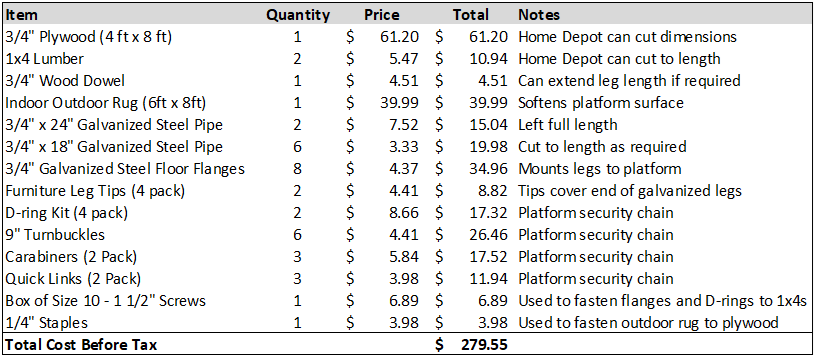 Item Quantity Price Total Notes
3/4" Plywood (4 ft x 8 ft) 1 $ 61.20 $ 61.20 Home Depot can cut dimensions
1x4 Lumber 2 $ 5.47 $ 10.94 Home Depot can cut to length
3/4" Wood Dowel 1 $ 4.51 $ 4.51 Can extend leg length if required
Indoor Outdoor Rug (6ft x 8ft) 1 $ 39.99 $ 39.99 Softens platform surface
3/4" x 24" Galvanized Steel Pipe 2 $ 7.52 $ 15.04 Left full length
3/4" x 18" Galvanized Steel Pipe 6 $ 3.33 $ 19.98 Cut to length as required
3/4" Galvanized Steel Floor Flanges 8 $ 4.37 $ 34.96 Mounts legs to platform
Furniture Leg Tips (4 pack) 2 $ 4.41 $ 8.82 Tips cover end of galvanized legs
D-ring Kit (4 pack) 2 $ 8.66 $ 17.32 Platform security chain
9" Turnbuckles 6 $ 4.41 $ 26.46 Platform security chain
Carabiners (2 Pack) 3 $ 5.84 $ 17.52 Platform security chain
Quick Links (2 Pack) 3 $ 3.98 $ 11.94 Platform security chain
Box of Size 10 - 1 1/2" Screws 1 $ 6.89 $ 6.89 Used to fasten flanges and D-rings to 1x4s
1/4" Staples 1 $ 3.98 $ 3.98 Used to fasten outdoor rug to plywood
Total Cost Before Tax $ 279.55